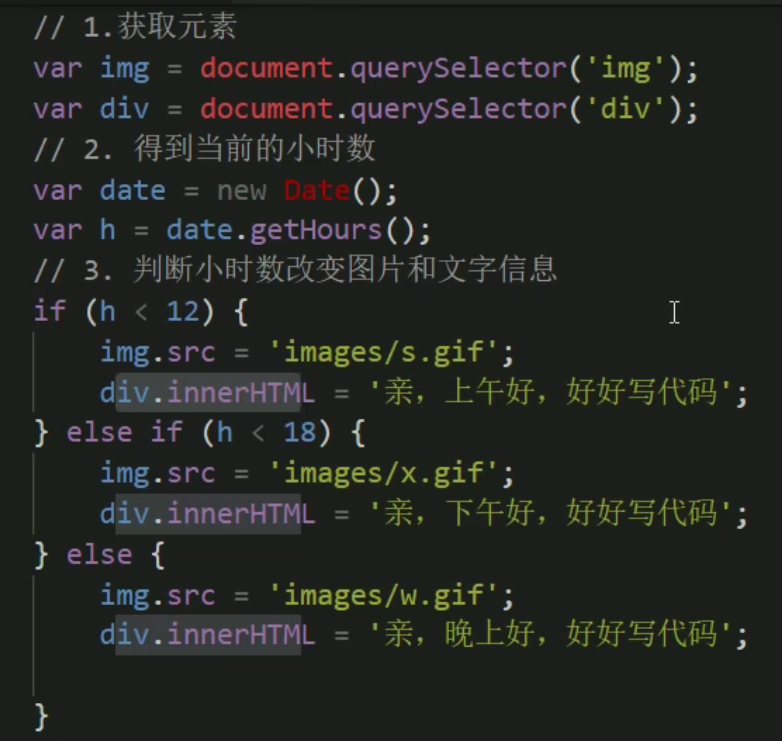 // 1.获取元素
var img = document.querySelector('img');
var div = document.querySelector('div');
// 2. 得到当前的小时数
var date = new Date();
var h = date.getHours();
// 3. 判断小时数改变图片和文字信息
if (h < 12) {
    img.src = 'images/s.gif';
    div.innerHTML = '亲，上午好，好好写代码';
} else if (h < 18) {
    img.src = 'images/x.gif';
    div.innerHTML = '亲，下午好，好好写代码';
} else {
    img.src = 'images/w.gif';
    div.innerHTML = '亲，晚上好，好好写代码';
}